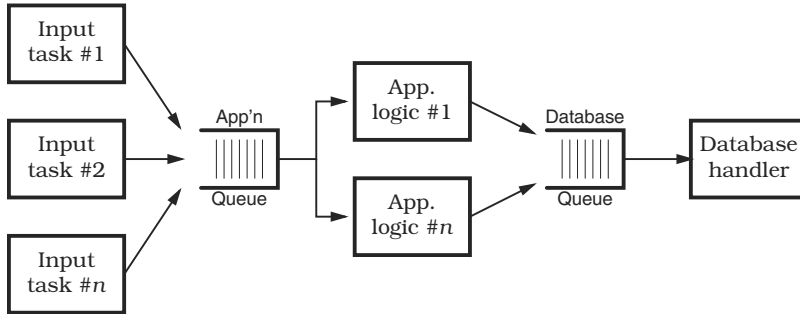 Input
task #1
Input
task #2
Input
task #n
App'n
Queue
App.
logic #1
App.
logic #n
Database
Queue
Database
handler